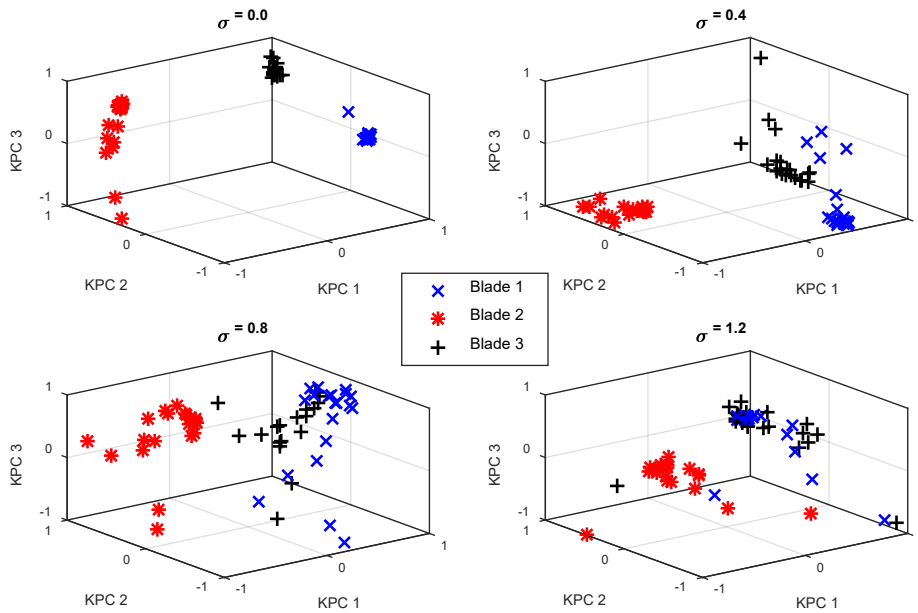 σ = 0.0
1
0
-1
KPC 3
1
0
-1
KPC 2
-1
0
1
KPC 1
σ = 0.4
1
0
-1
KPC 3
1
0
-1
KPC 2
-1
0
1
KPC 1
Blade 1
Blade 2
Blade 3
σ = 0.8
1
0
-1
KPC 3
1
0
-1
KPC 2
-1
0
1
KPC 1
σ = 1.2
1
0
-1
KPC 3
1
0
-1
KPC 2
-1
0
1
KPC 1